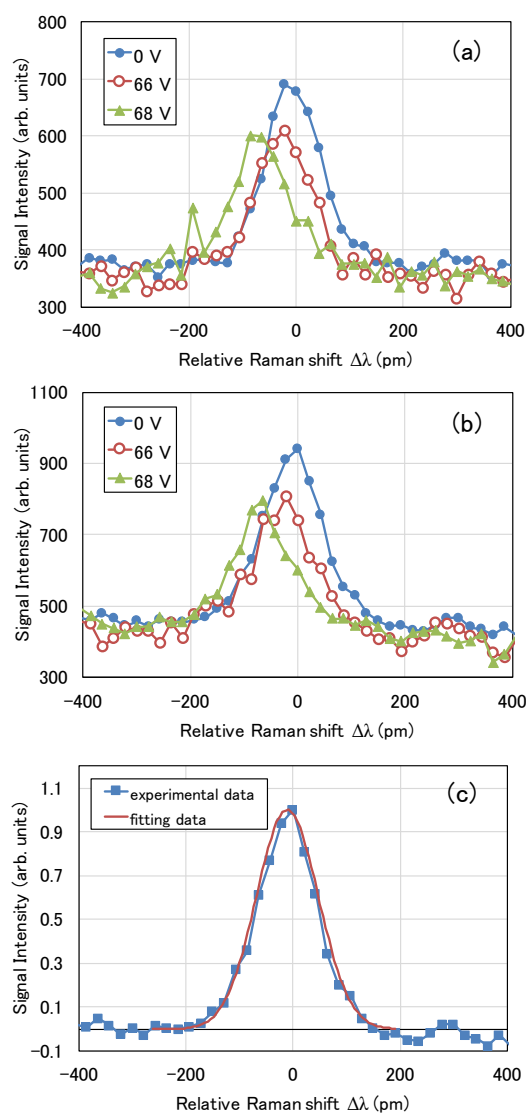 800
700
600
500
400
300
Signal Intensity (arb. units)
0 V
66 V
68 V
(a)
-400 -200 0 200 400
Relative Raman shift Δλ (pm)
1100
900
700
500
300
Signal Intensity (arb. units)
0 V
66 V
68 V
(b)
-400 -200 0 200 400
Relative Raman shift Δλ (pm)
1.1
0.9
0.7
0.5
0.3
0.1
-0.1
Signal Intensity (arb. units)
experimental data
fitting data
(c)
-400 -200 0 200 400
Relative Raman shift Δλ (pm)